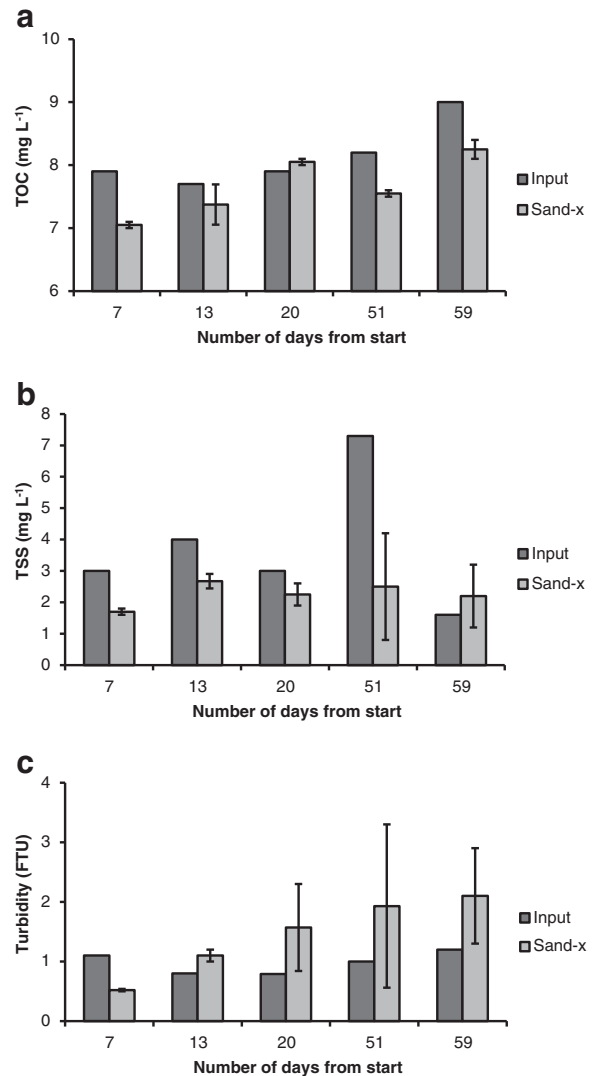 a
10
9
8
7
6
TOC (mg L-1)
7 13 20 51 59
Number of days from start
Input
Sand-x
b
8
7
6
5
4
3
2
1
0
TSS (mg L-1)
7 13 20 51 59
Number of days from start
Input
Sand-x
c
4
3
2
1
0
Turbidity (FTU)
7 13 20 51 59
Number of days from start
Input
Sand-x